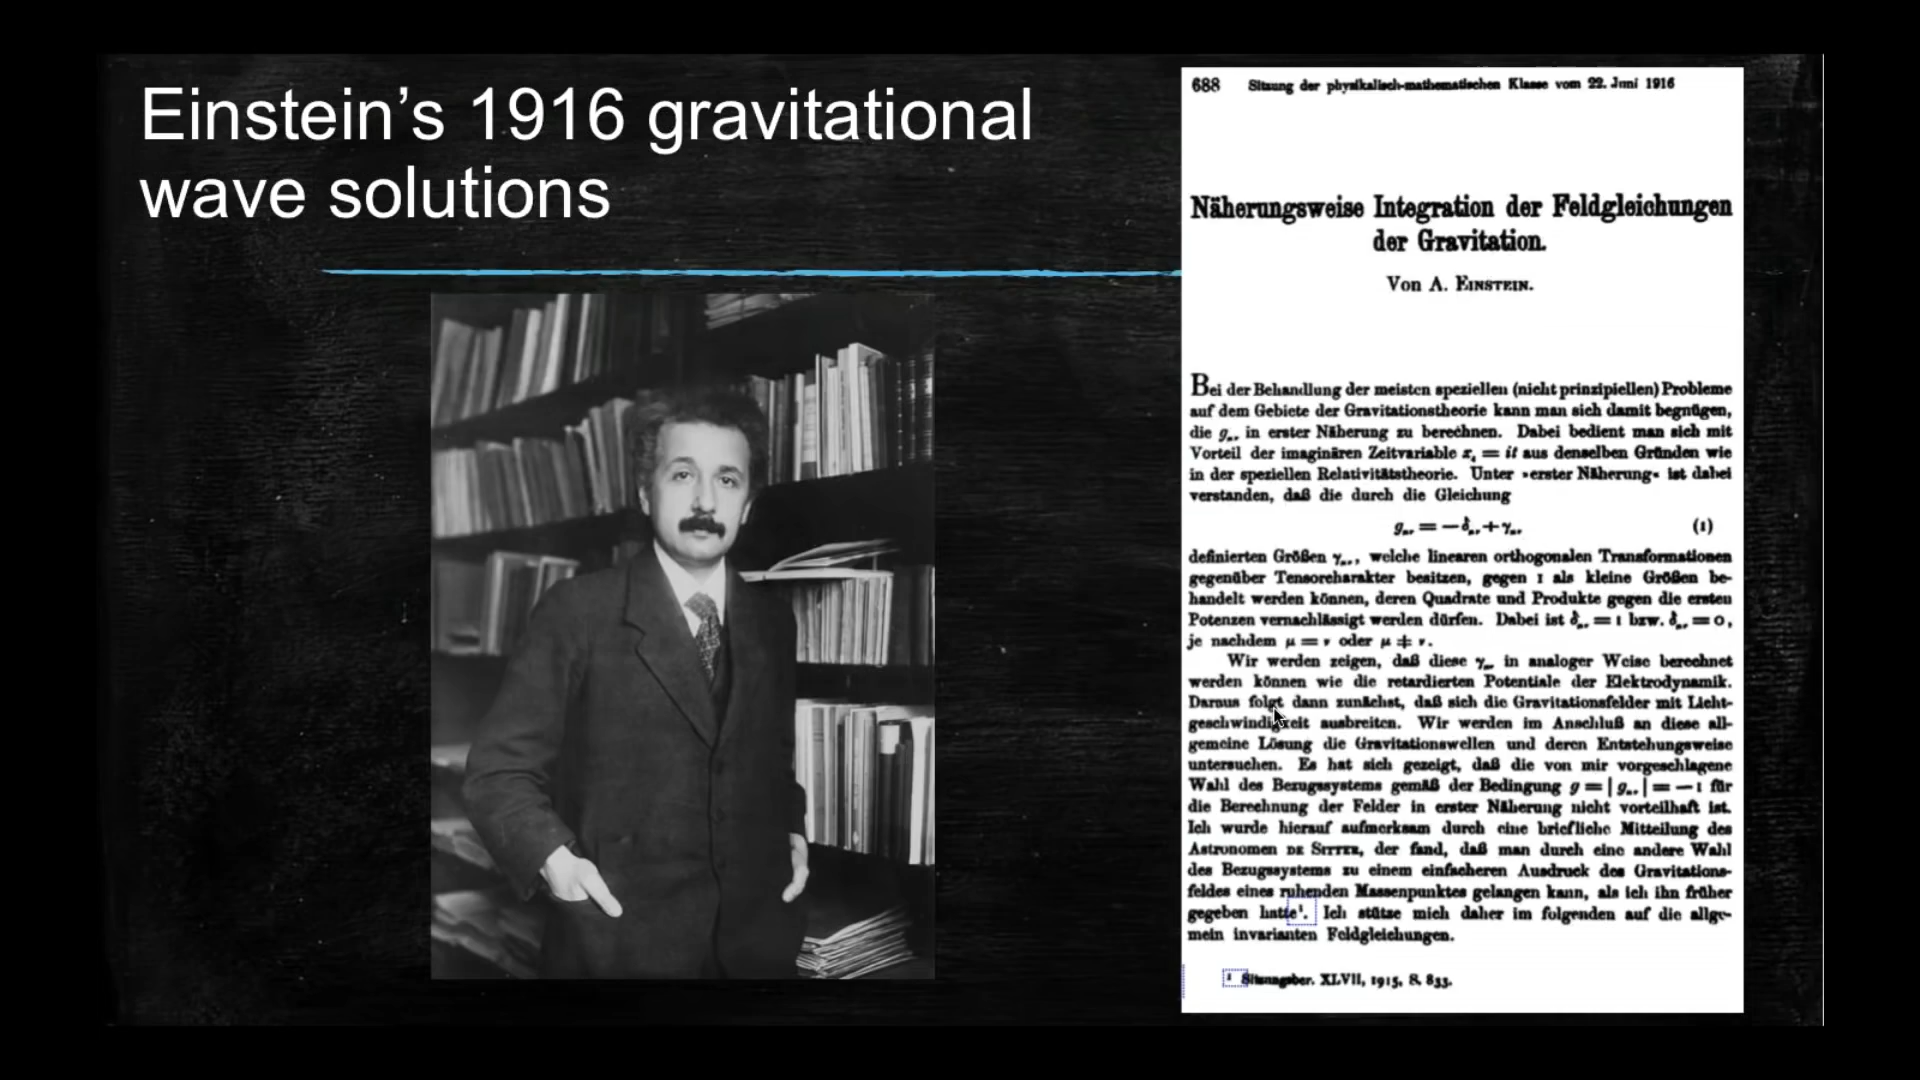 Einstein’s 1916 gravitational
wave solutions
688 Sitzung der physikalisch-mathematischen Klasse vom 22. Juni 1916
Näherungsweise Integration der Feldgleichungen
der Gravitation.
Von A. Einstein.
Bei der Behandlung der meisten speziellen (nicht prinzipiellen) Probleme
auf dem Gebiete der Gravitationstheorie kann man sich damit begnügen,
die gμν in erster Näherung zu berechnen. Dabei bedient man sich mit
Vorteil der imaginären Zeitvariable x₄ = it aus denselben Gründen wie
in der speziellen Relativitätstheorie. Unter »erster Näherung« ist dabei
verstanden, daß die durch die Gleichung
gμν = −δμν + γμν (1)
definierten Größen γμν, welche linearen orthogonalen Transformationen
gegenüber Tensorcharakter besitzen, gegen 1 als kleine Größen be-
handelt werden können, deren Quadrate und Produkte gegen die ersten
Potenzen vernachlässigt werden dürfen. Dabei ist δμν = 1 bzw. δμν = 0,
je nachdem μ = ν oder μ ≠ ν.
Wir werden zeigen, daß diese γμν in analoger Weise berechnet
werden können wie die retardierten Potentiale der Elektrodynamik.
Daraus folgt dann zunächst, daß sich die Gravitationsfelder mit Licht-
geschwindigkeit ausbreiten. Wir werden im Anschluß an diese all-
gemeine Lösung die Gravitationswellen und deren Entstehungsweise
untersuchen. Es hat sich gezeigt, daß die von mir vorgeschlagene
Wahl des Bezugssystems gemäß der Bedingung g = |gμν| = −1 für
die Berechnung der Felder in erster Näherung nicht vorteilhaft ist.
Ich wurde hierauf aufmerksam durch eine briefliche Mitteilung des
Astronomen de Sitter, der fand, daß man durch eine andere Wahl
des Bezugssystems zu einem einfacheren Ausdruck des Gravitations-
feldes eines ruhenden Massenpunktes gelangen kann, als ich ihn früher
gegeben hatte¹. Ich stütze mich daher im folgenden auf die allge-
mein invarianten Feldgleichungen.
¹ Sitzungsber. XLVII, 1915, S. 833.